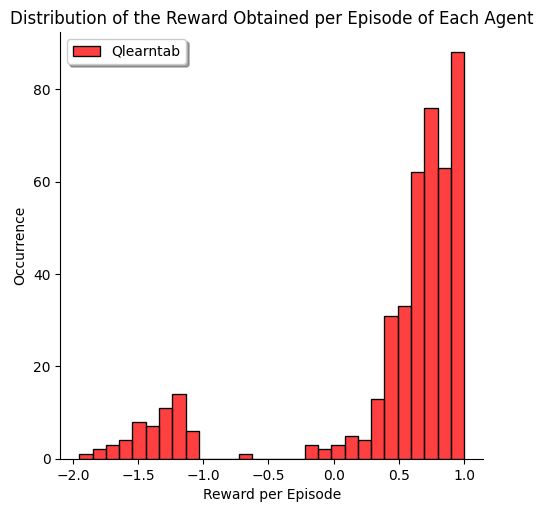 Distribution of the Reward Obtained per Episode of Each Agent
Qlearntab
80
60
40
20
0
Occurrence
−2.0 −1.5 −1.0 −0.5 0.0 0.5 1.0
Reward per Episode